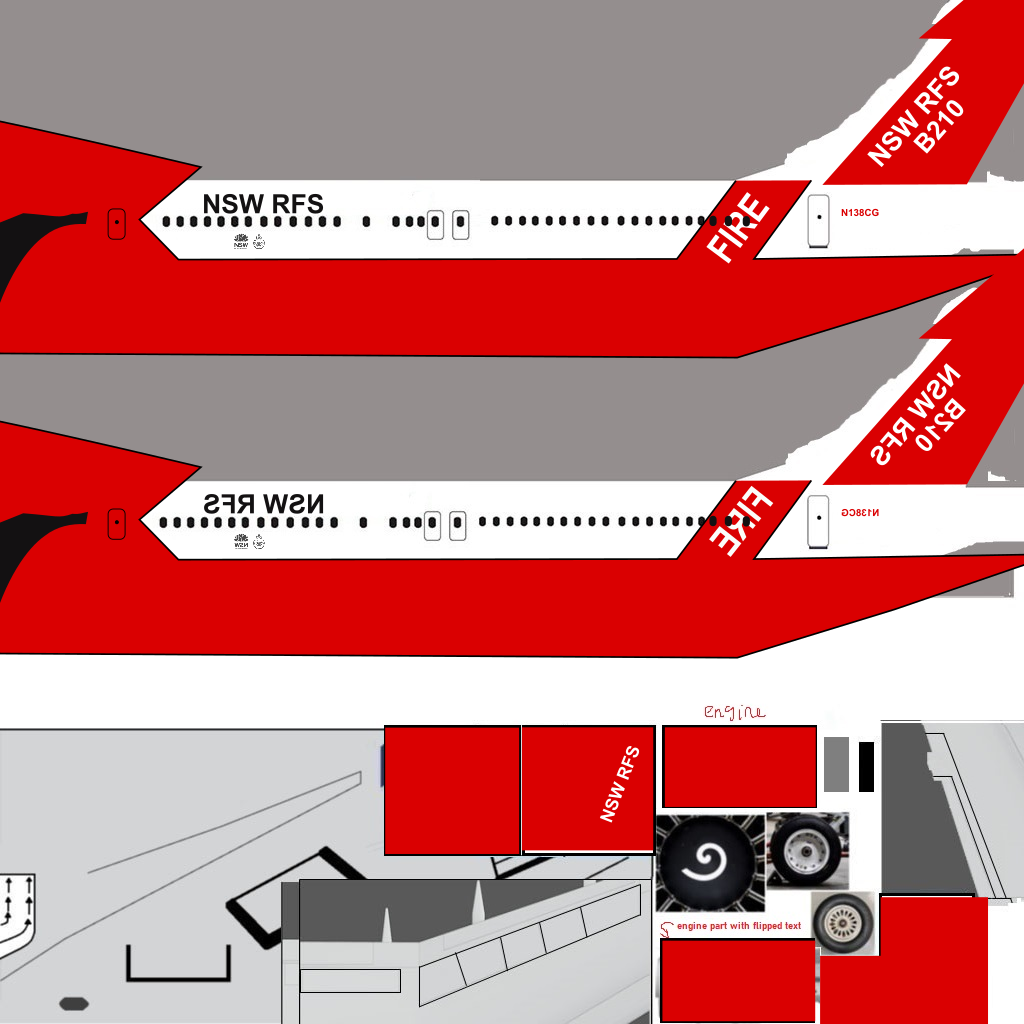 NSW RFS
B210
NSW RFS
FIRE
N138CG
NSW
NSW RFS
B210
NSW RFS
FIRE
N138CG
NSW
engine
NSW RFS
engine part with flipped text